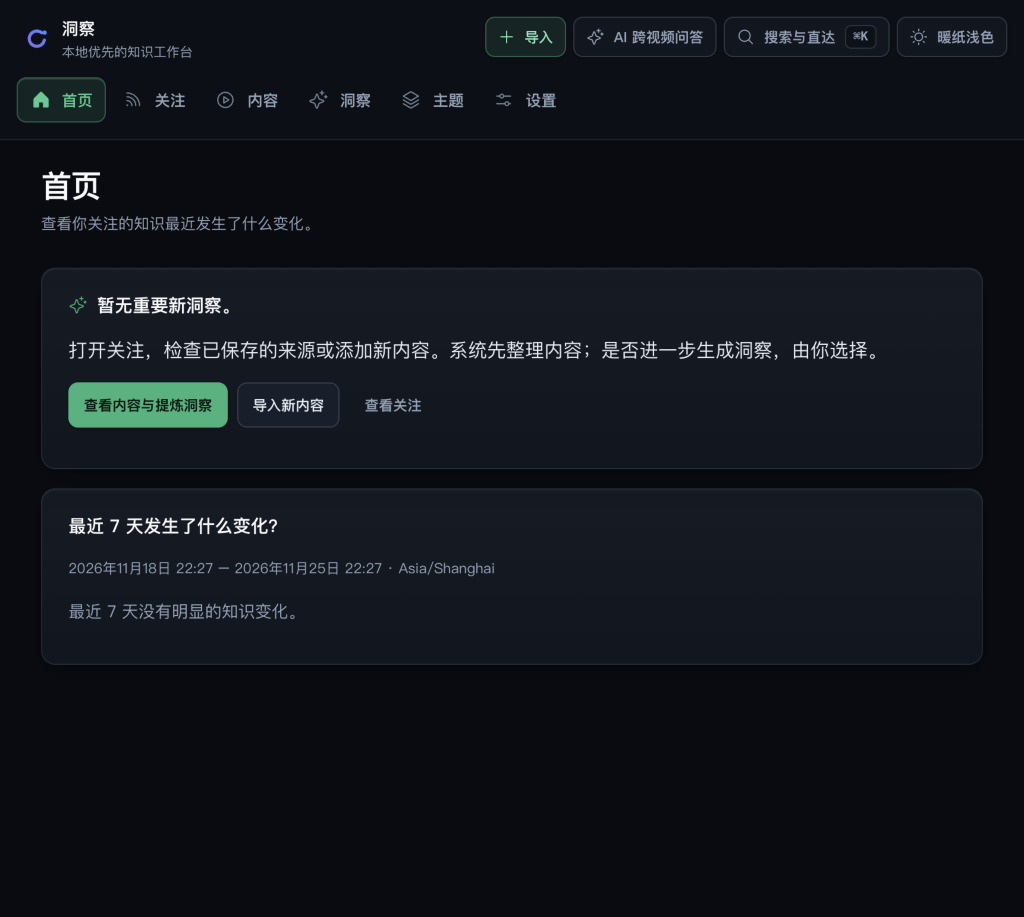 洞察
本地优先的知识工作台
导入
AI 跨视频问答
搜索与直达 ⌘K
暖纸浅色
首页
关注
内容
洞察
主题
设置
首页
查看你关注的知识最近发生了什么变化。
暂无重要新洞察。
打开关注，检查已保存的来源或添加新内容。系统先整理内容；是否进一步生成洞察，由你选择。
查看内容与提炼洞察
导入新内容
查看关注
最近 7 天发生了什么变化?
2026年11月18日 22:27 — 2026年11月25日 22:27 · Asia/Shanghai
最近 7 天没有明显的知识变化。